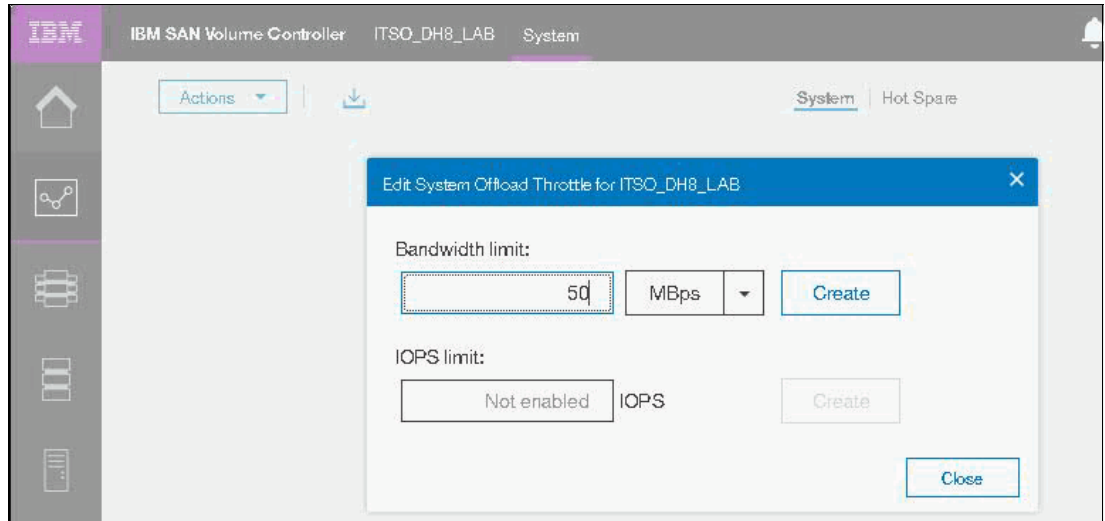 IBM
IBM SAN Volume Controller ITSO_DH8_LAB System
Actions
System Hot Spare
Edit System Offload Throttle for ITSO_DH8_LAB
Bandwidth limit:
50 MBps Create
IOPS limit:
Not enabled IOPS Create
Close